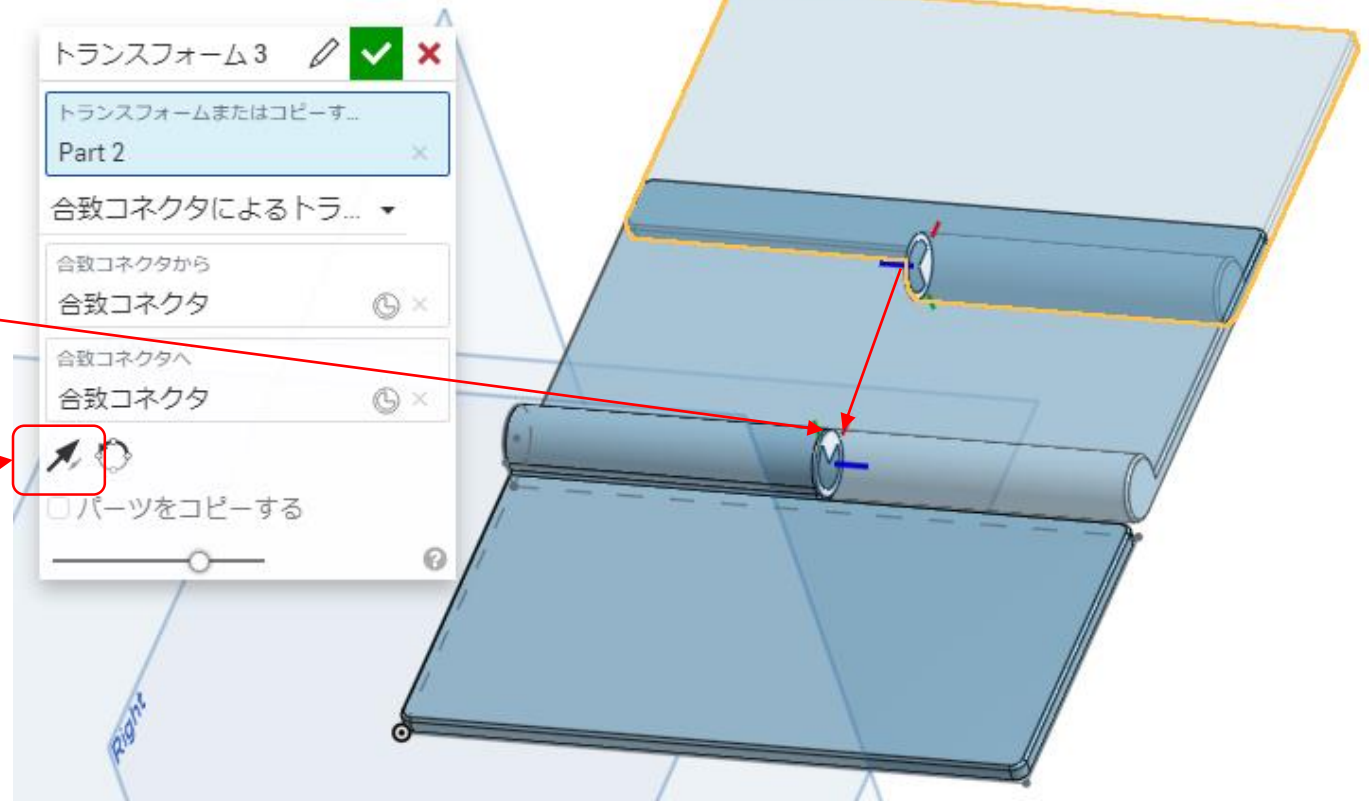 トランスフォーム 3
トランスフォームまたはコピーす...
Part 2
合致コネクタによるトラ...
合致コネクタから
合致コネクタ
合致コネクタへ
合致コネクタ
パーツをコピーする
Right